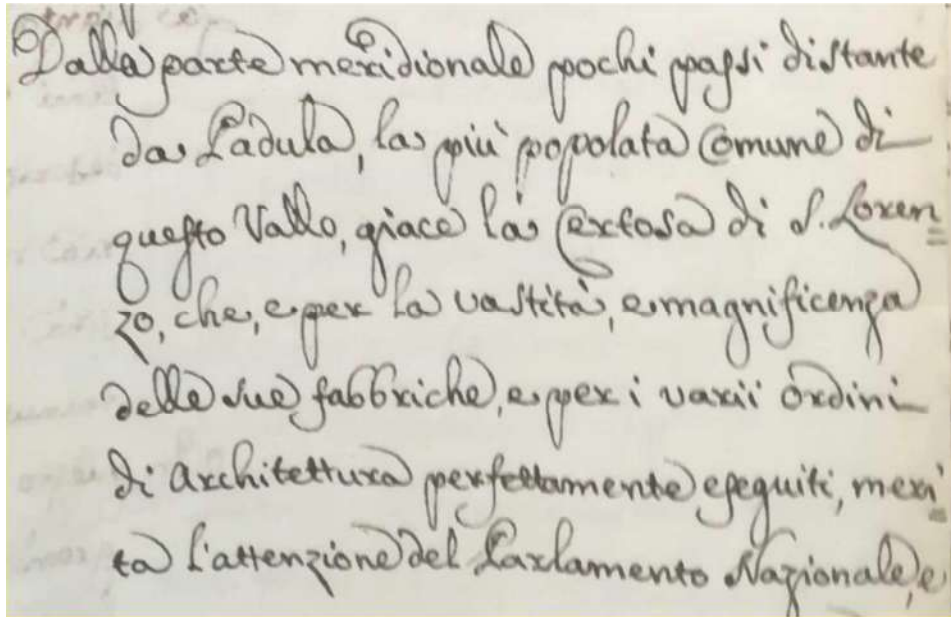 Dalla parte meridionale pochi passi distante
da Padula, la più popolata Comune di
questo Vallo, giace la Certosa di S. Loren=
zo, che, e per la vastità, e magnificenza
delle sue fabbriche, e per i varii ordini
di Architettura perfettamente eseguiti, meri=
ta l'attenzione del Parlamento Nazionale, e